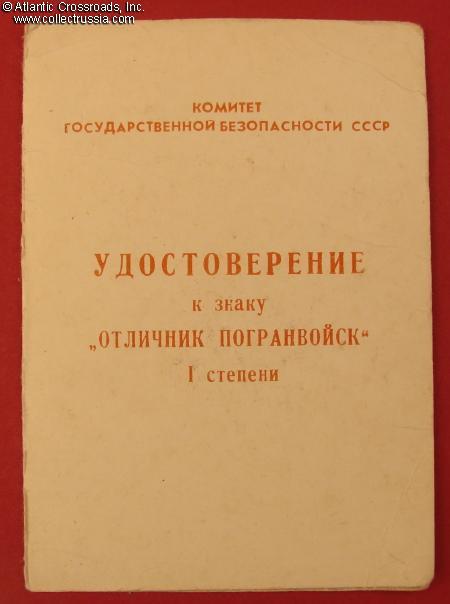 © Atlantic Crossroads, Inc.
(www.collectrussia.com)
КОМИТЕТ
ГОСУДАРСТВЕННОЙ БЕЗОПАСНОСТИ СССР
УДОСТОВЕРЕНИЕ
к знаку
„ОТЛИЧНИК ПОГРАНВОЙСК“
I степени